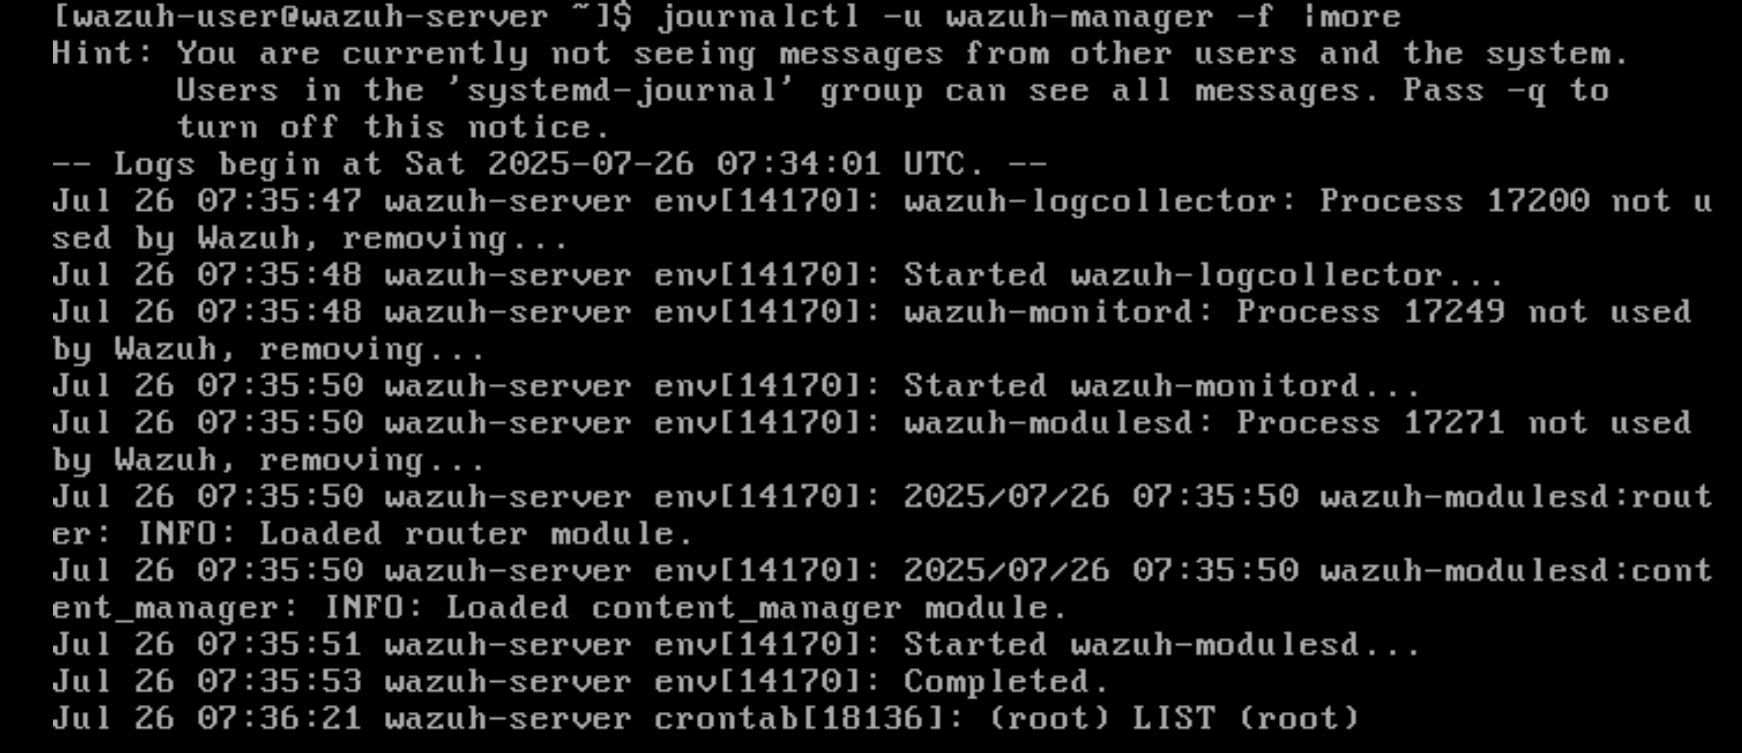 [wazuh-user@wazuh-server ~]$ journalctl -u wazuh-manager -f |more
Hint: You are currently not seeing messages from other users and the system.
      Users in the 'systemd-journal' group can see all messages. Pass -q to
      turn off this notice.
-- Logs begin at Sat 2025-07-26 07:34:01 UTC. --
Jul 26 07:35:47 wazuh-server env[14170]: wazuh-logcollector: Process 17200 not u
sed by Wazuh, removing...
Jul 26 07:35:48 wazuh-server env[14170]: Started wazuh-logcollector...
Jul 26 07:35:48 wazuh-server env[14170]: wazuh-monitord: Process 17249 not used
by Wazuh, removing...
Jul 26 07:35:50 wazuh-server env[14170]: Started wazuh-monitord...
Jul 26 07:35:50 wazuh-server env[14170]: wazuh-modulesd: Process 17271 not used
by Wazuh, removing...
Jul 26 07:35:50 wazuh-server env[14170]: 2025/07/26 07:35:50 wazuh-modulesd:rout
er: INFO: Loaded router module.
Jul 26 07:35:50 wazuh-server env[14170]: 2025/07/26 07:35:50 wazuh-modulesd:cont
ent_manager: INFO: Loaded content_manager module.
Jul 26 07:35:51 wazuh-server env[14170]: Started wazuh-modulesd...
Jul 26 07:35:53 wazuh-server env[14170]: Completed.
Jul 26 07:36:21 wazuh-server crontab[18136]: (root) LIST (root)